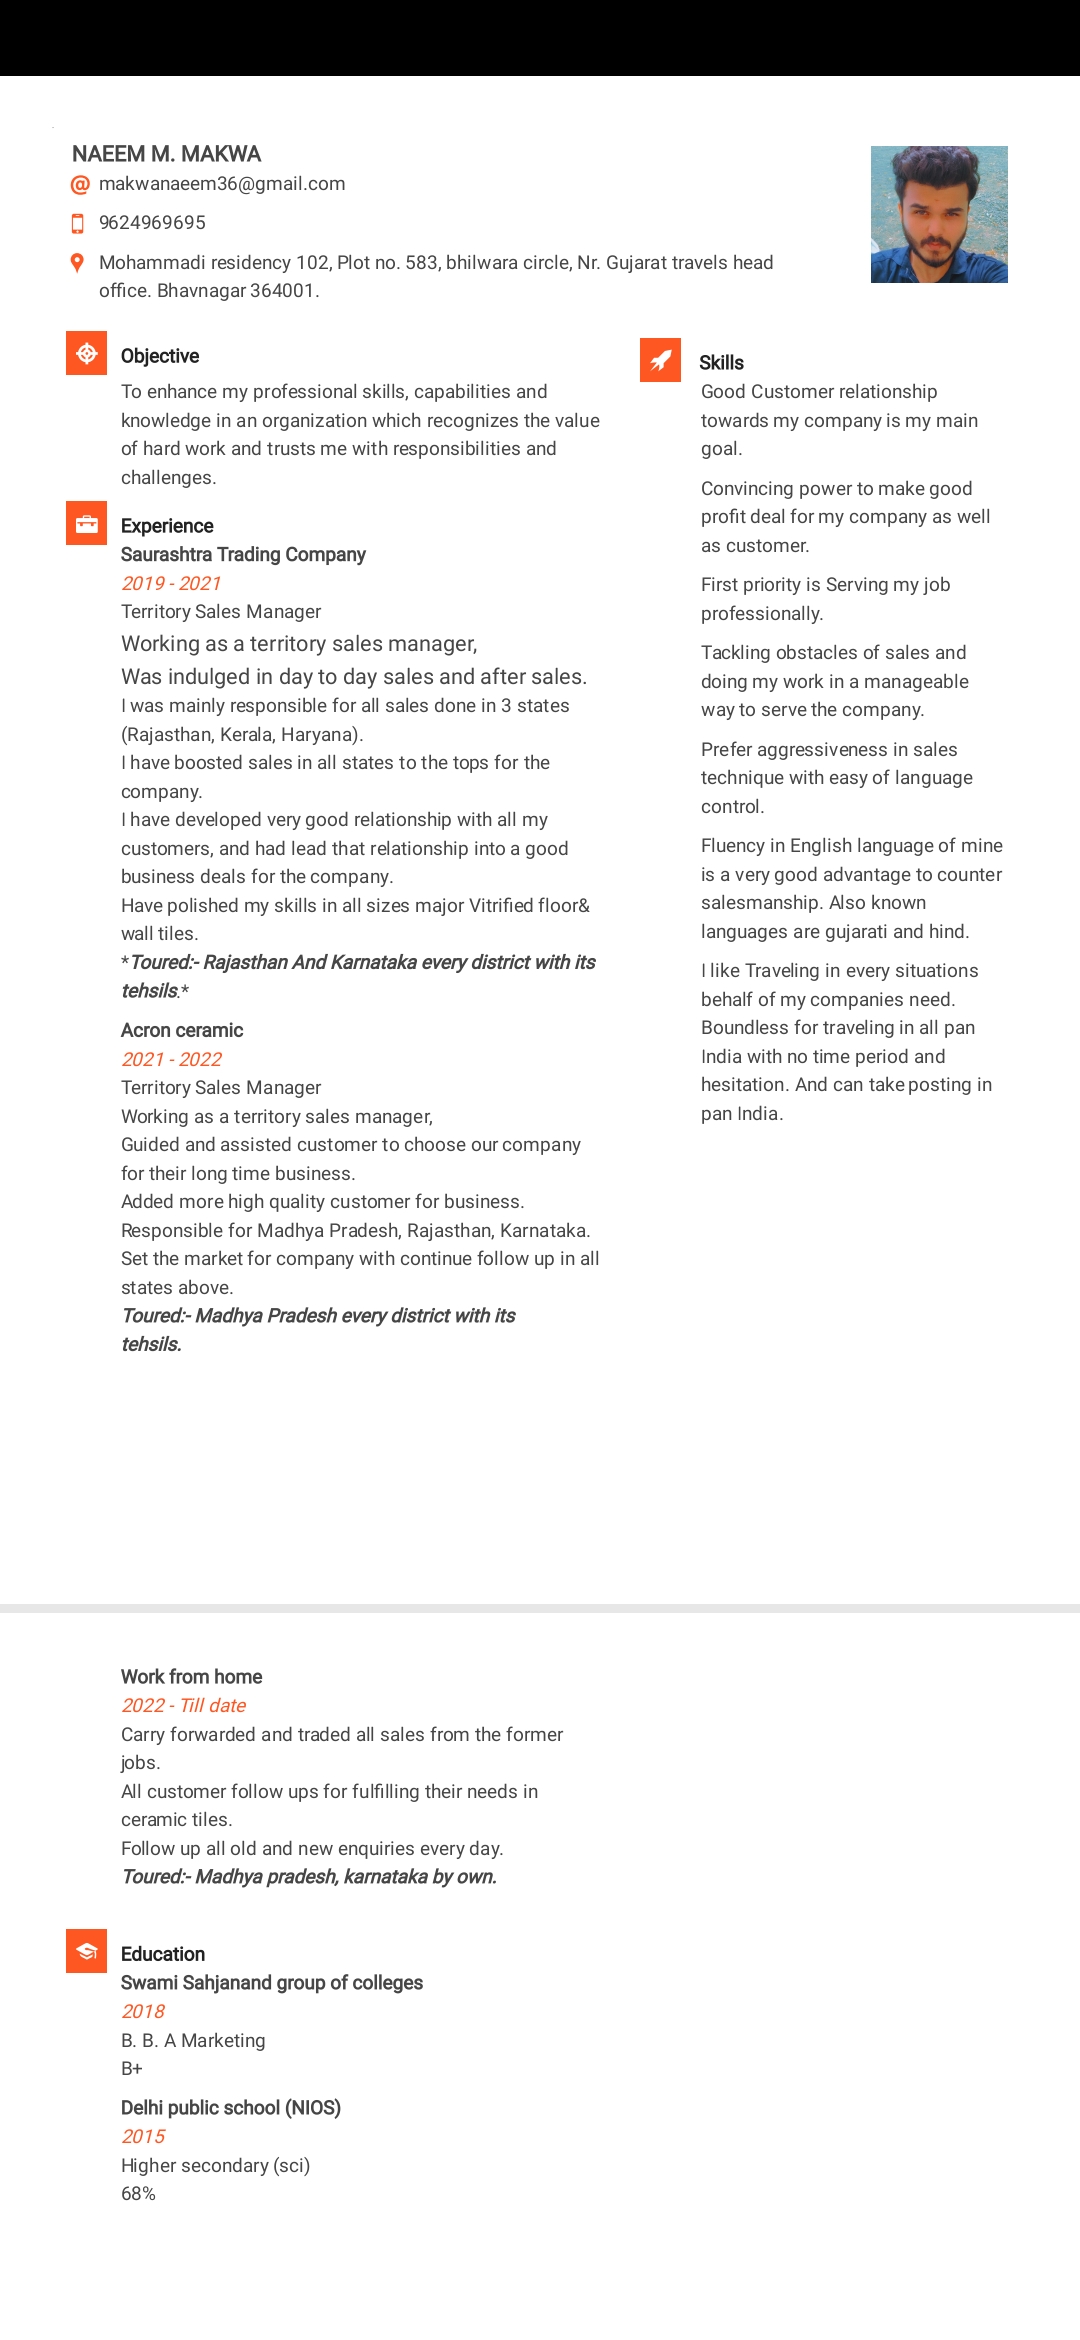 NAEEM M. MAKWA
makwanaeem36@gmail.com
9624969695
Mohammadi residency 102, Plot no. 583, bhilwara circle, Nr. Gujarat travels head
office. Bhavnagar 364001.
Objective
To enhance my professional skills, capabilities and
knowledge in an organization which recognizes the value
of hard work and trusts me with responsibilities and
challenges.
Experience
Saurashtra Trading Company
2019 - 2021
Territory Sales Manager
Working as a territory sales manager,
Was indulged in day to day sales and after sales.
I was mainly responsible for all sales done in 3 states
(Rajasthan, Kerala, Haryana).
I have boosted sales in all states to the tops for the
company.
I have developed very good relationship with all my
customers, and had lead that relationship into a good
business deals for the company.
Have polished my skills in all sizes major Vitrified floor&
wall tiles.
*Toured:- Rajasthan And Karnataka every district with its
tehsils.*
Acron ceramic
2021 - 2022
Territory Sales Manager
Working as a territory sales manager,
Guided and assisted customer to choose our company
for their long time business.
Added more high quality customer for business.
Responsible for Madhya Pradesh, Rajasthan, Karnataka.
Set the market for company with continue follow up in all
states above.
Toured:- Madhya Pradesh every district with its
tehsils.
Skills
Good Customer relationship
towards my company is my main
goal.
Convincing power to make good
profit deal for my company as well
as customer.
First priority is Serving my job
professionally.
Tackling obstacles of sales and
doing my work in a manageable
way to serve the company.
Prefer aggressiveness in sales
technique with easy of language
control.
Fluency in English language of mine
is a very good advantage to counter
salesmanship. Also known
languages are gujarati and hind.
I like Traveling in every situations
behalf of my companies need.
Boundless for traveling in all pan
India with no time period and
hesitation. And can take posting in
pan India.
Work from home
2022 - Till date
Carry forwarded and traded all sales from the former
jobs.
All customer follow ups for fulfilling their needs in
ceramic tiles.
Follow up all old and new enquiries every day.
Toured:- Madhya pradesh, karnataka by own.
Education
Swami Sahjanand group of colleges
2018
B. B. A Marketing
B+
Delhi public school (NIOS)
2015
Higher secondary (sci)
68%